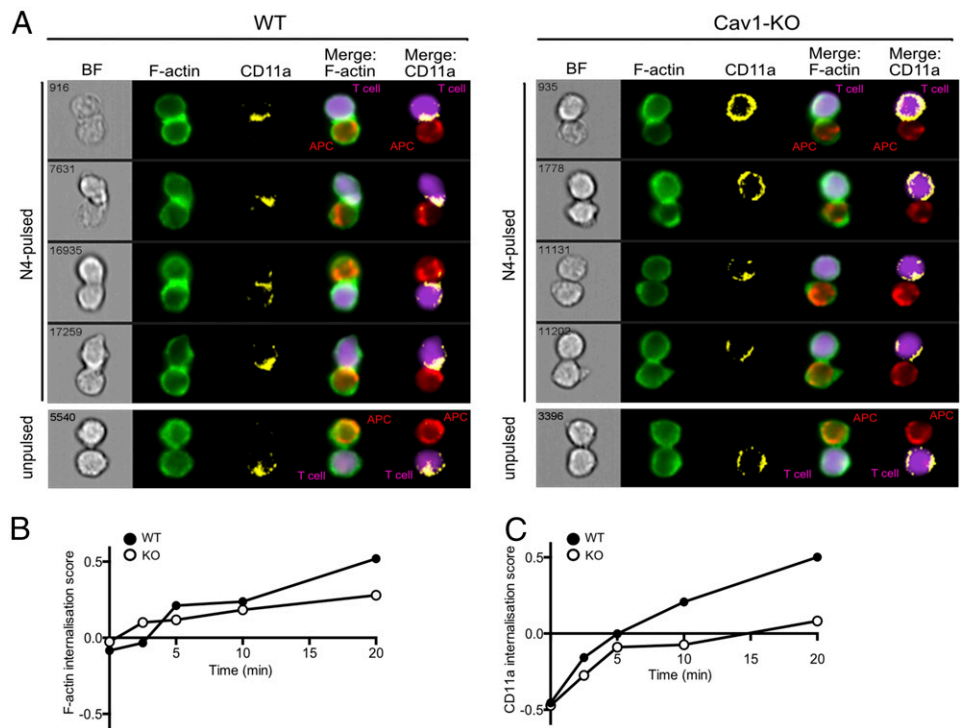 A
WT
BF
F-actin
CD11a
Merge:
F-actin
Merge:
CD11a
N4-pulsed
916
T cell
T cell
APC
APC
7631
16935
17259
unpulsed
5540
APC
APC
T cell
T cell
Cav1-KO
BF
F-actin
CD11a
Merge:
F-actin
Merge:
CD11a
N4-pulsed
935
T cell
T cell
APC
APC
1778
11131
11202
unpulsed
3396
APC
APC
T cell
T cell
B
WT
KO
F-actin internalisation score
0.5
0.0
-0.5
5
10
15
20
Time (min)
C
WT
KO
CD11a internalisation score
0.5
0.0
-0.5
5
10
15
20
Time (min)